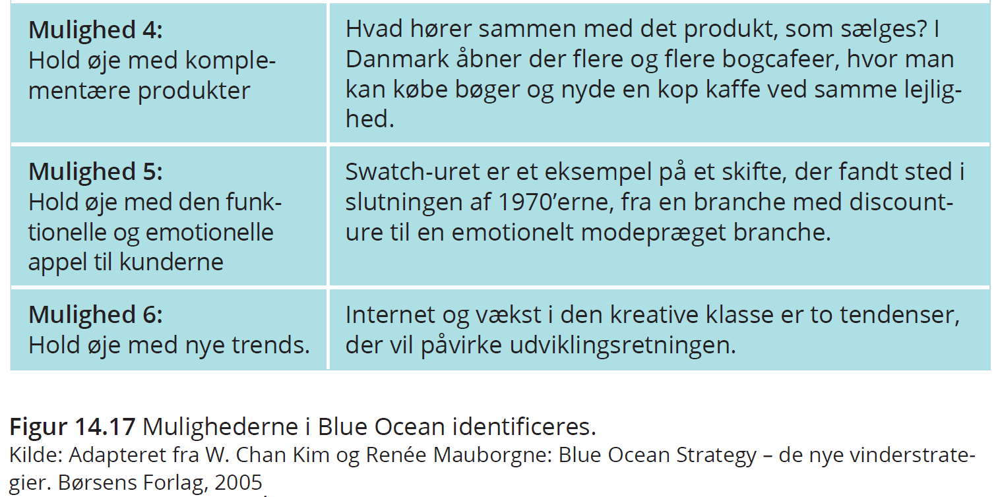 Mulighed 4:
Hold øje med komple-
mentære produkter
Hvad hører sammen med det produkt, som sælges? I
Danmark åbner der flere og flere bogcafeer, hvor man
kan købe bøger og nyde en kop kaffe ved samme lejlig-
hed.
Mulighed 5:
Hold øje med den funk-
tionelle og emotionelle
appel til kunderne
Swatch-uret er et eksempel på et skifte, der fandt sted i
slutningen af 1970’erne, fra en branche med discount-
ure til en emotionelt modepræget branche.
Mulighed 6:
Hold øje med nye trends.
Internet og vækst i den kreative klasse er to tendenser,
der vil påvirke udviklingsretningen.
Figur 14.17 Mulighederne i Blue Ocean identificeres.
Kilde: Adapteret fra W. Chan Kim og Renée Mauborgne: Blue Ocean Strategy – de nye vinderstrate-
gier. Børsens Forlag, 2005